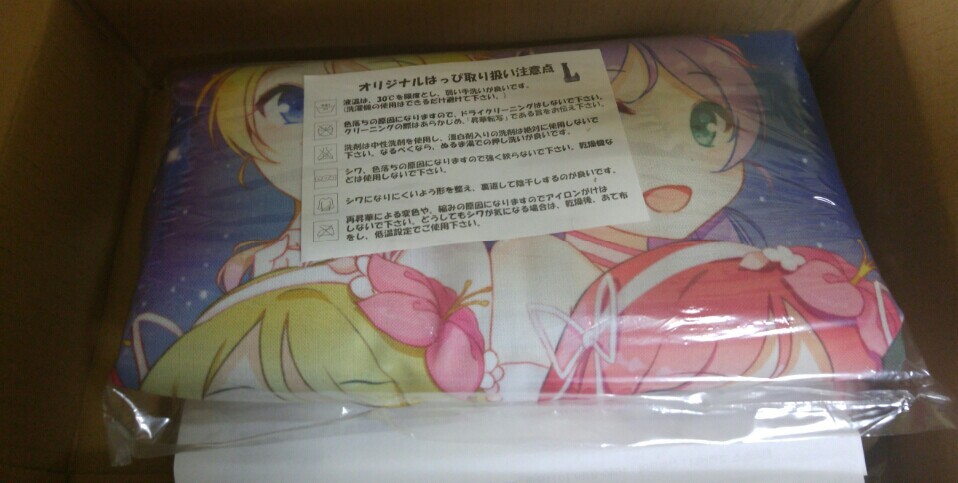 オリジナルはっぴ取り扱い注意点 L
液温は、30℃を限度とし、弱い手洗いが良いです。
（洗濯機の使用はできるだけ避けて下さい。）
色落ちの原因になりますので、ドライクリーニングはしないで下さい。
クリーニングの際はあらかじめ、「昇華転写」である旨をお伝え下さい。
洗剤は中性洗剤を使用し、漂白剤入りの洗剤は絶対に使用しないで
下さい。なるべくなら、ぬるま湯での押し洗いが良いです。
シワ、色落ちの原因になりますので強く絞らないで下さい。乾燥機な
どは使用しないで下さい。
シワになりにくいよう形を整え、裏返して陰干しするのが良いです。
再昇華による変色や、縮みの原因になりますのでアイロンがけは
しないで下さい。どうしてもシワが気になる場合は、乾燥後、あて布
をし、低温設定でご使用下さい。